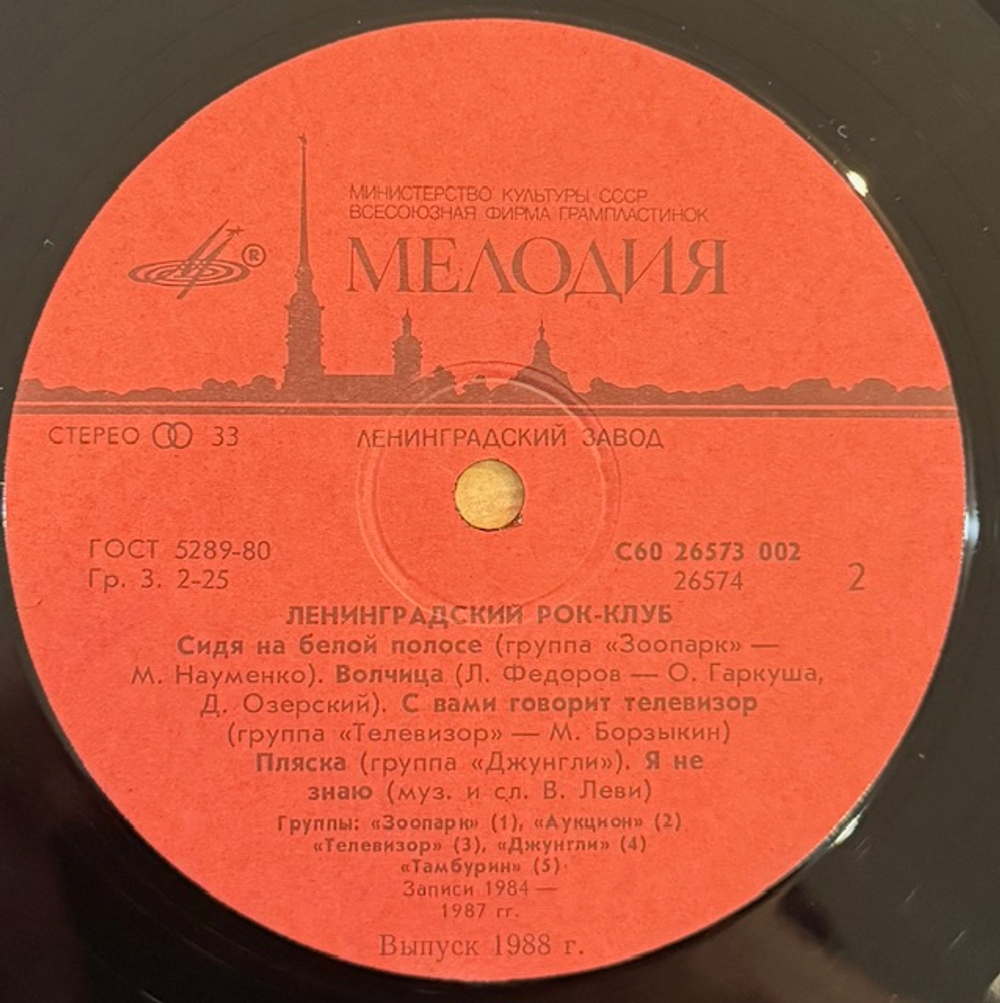 МИНИСТЕРСТВО КУЛЬТУРЫ СССР
ВСЕСОЮЗНАЯ ФИРМА ГРАМПЛАСТИНОК
®
МЕЛОДИЯ
СТЕРЕО 33
ЛЕНИНГРАДСКИЙ ЗАВОД
ГОСТ 5289-80
Гр. 3. 2-25
С60 26573 002
26574
2
ЛЕНИНГРАДСКИЙ РОК-КЛУБ
Сидя на белой полосе (группа «Зоопарк» —
М. Науменко). Волчица (Л. Федоров — О. Гаркуша,
Д. Озерский). С вами говорит телевизор
(группа «Телевизор» — М. Борзыкин)
Пляска (группа «Джунгли»). Я не
знаю (муз. и сл. В. Леви)
Группы: «Зоопарк» (1), «Аукцион» (2)
«Телевизор» (3), «Джунгли» (4)
«Тамбурин» (5)
Записи 1984 —
1987 гг.
Выпуск 1988 г.